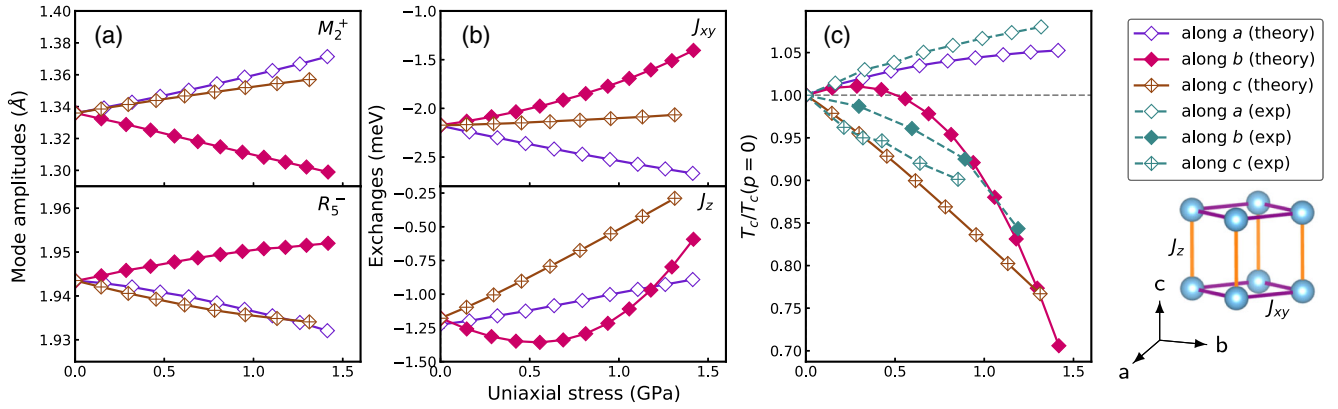 (a)
M₂⁺
1.40
1.38
1.36
1.34
1.32
1.30
R₅⁻
1.96
1.95
1.94
1.93
0.0
0.5
1.0
1.5
Mode amplitudes (Å)
(b)
Jxy
−1.0
−1.5
−2.0
−2.5
Jz
−0.25
−0.50
−0.75
−1.00
−1.25
−1.50
0.0
0.5
1.0
1.5
Exchanges (meV)
Uniaxial stress (GPa)
(c)
1.05
1.00
0.95
0.90
0.85
0.80
0.75
0.70
0.0
0.5
1.0
1.5
Tc/Tc(p = 0)
along a (theory)
along b (theory)
along c (theory)
along a (exp)
along b (exp)
along c (exp)
Jz
Jxy
c
b
a